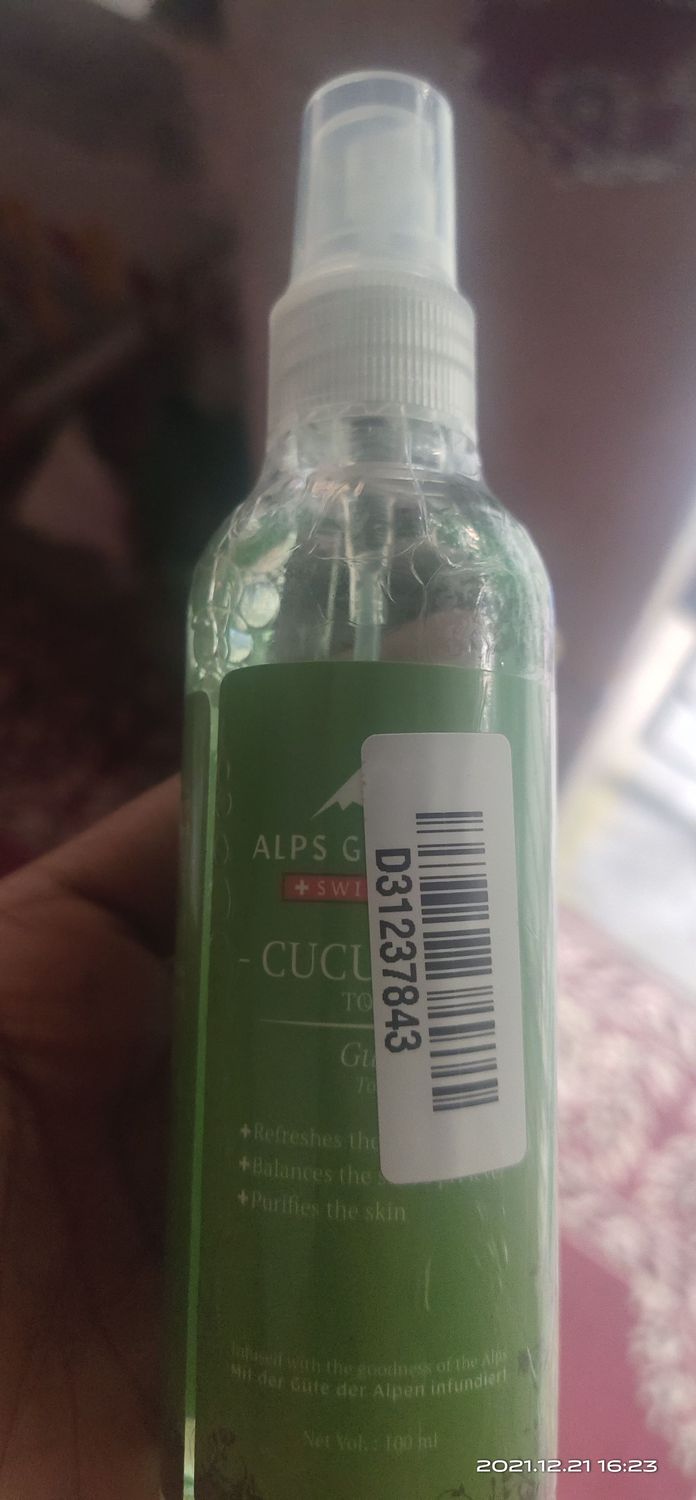 ALPS G
SWI
D31237843
- CUCU
TO
Gu
To
Refreshes the
Balances the
Purifies the skin
Infused with the goodness of the Alps
Mit der Güte der Alpen infundiert
Net Vol. : 100 ml
2021.12.21 16:23